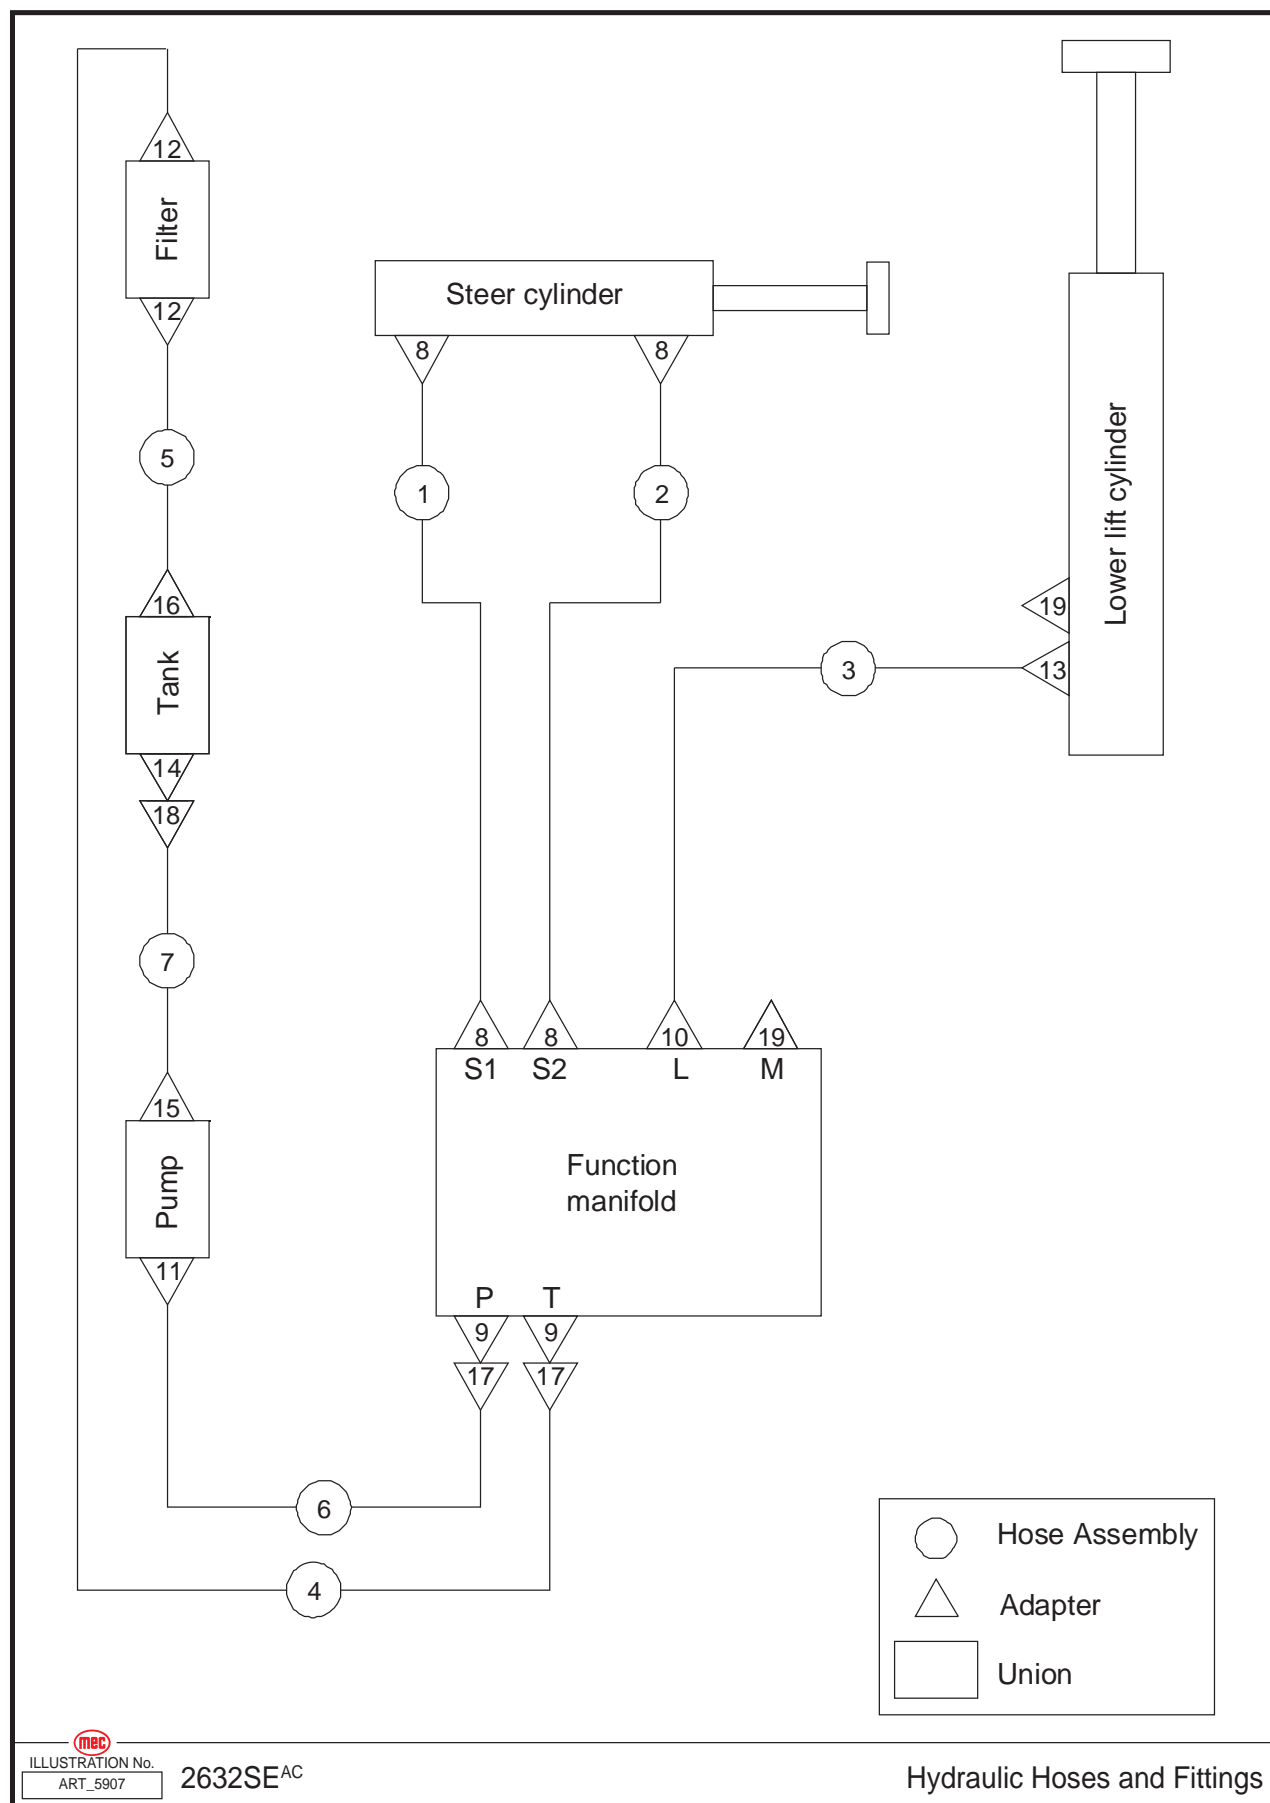 12
Filter
12
5
16
Tank
14
18
7
15
Pump
11
Steer cylinder
8 8
1 2
Lower lift cylinder
19
13
3
8 8 10 19
S1 S2 L M
Function
manifold
P T
9 9
17 17
6
4
Hose Assembly
Adapter
Union
mec
ILLUSTRATION No.
ART_5907
2632SE^AC
Hydraulic Hoses and Fittings